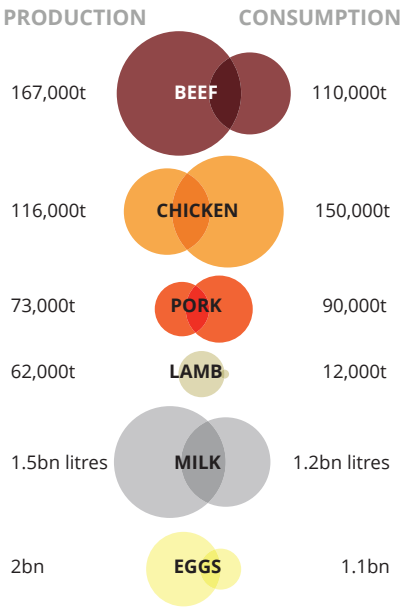 PRODUCTION CONSUMPTION
167,000t BEEF 110,000t
116,000t CHICKEN 150,000t
73,000t PORK 90,000t
62,000t LAMB 12,000t
1.5bn litres MILK 1.2bn litres
2bn EGGS 1.1bn